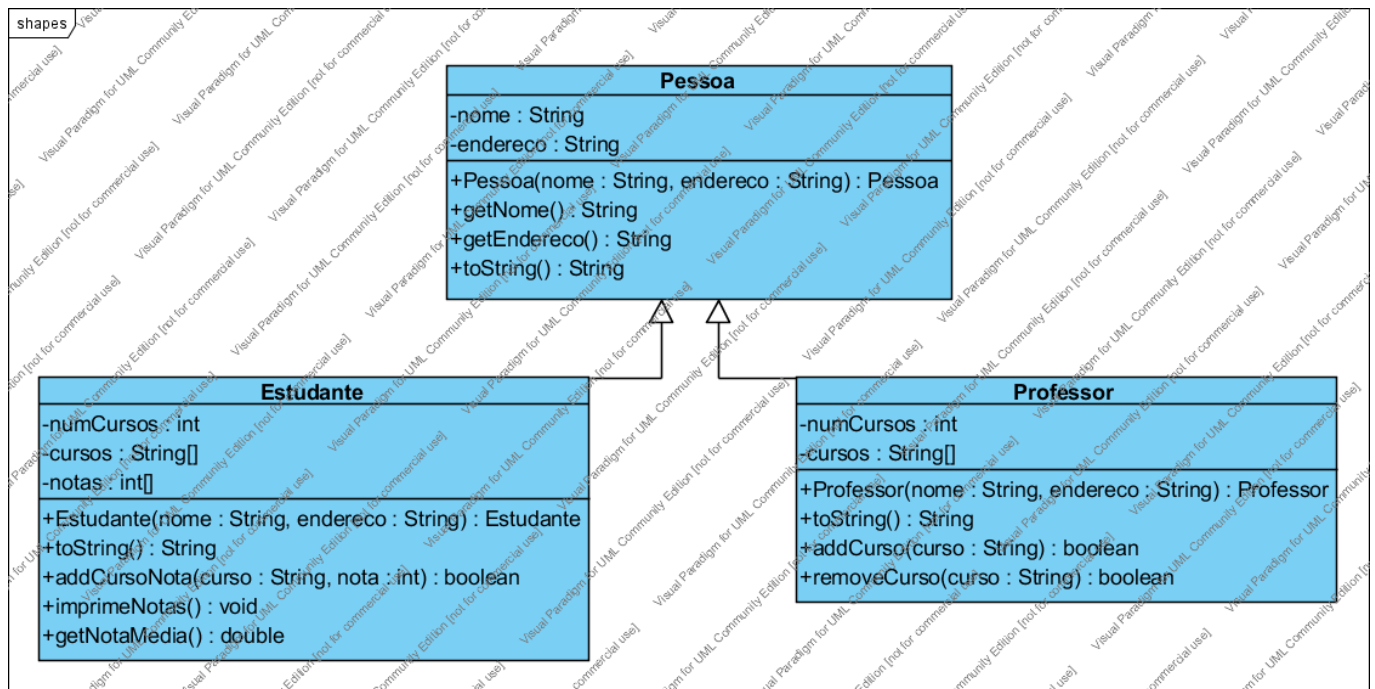 shapes
Pessoa
-nome : String
-endereco : String
+Pessoa(nome : String, endereco : String) : Pessoa
+getNome() : String
+getEndereco() : String
+toString() : String
Estudante
-numCursos : int
-cursos : String[]
-notas : int[]
+Estudante(nome : String, endereco : String) : Estudante
+toString() : String
+addCursoNota(curso : String, nota : int) : boolean
+imprimeNotas() : void
+getNotaMedia() : double
Professor
-numCursos : int
-cursos : String[]
+Professor(nome : String, endereco : String) : Professor
+toString() : String
+addCurso(curso : String) : boolean
+removeCurso(curso : String) : boolean
Visual Paradigm for UML Community Edition [not for commercial use]